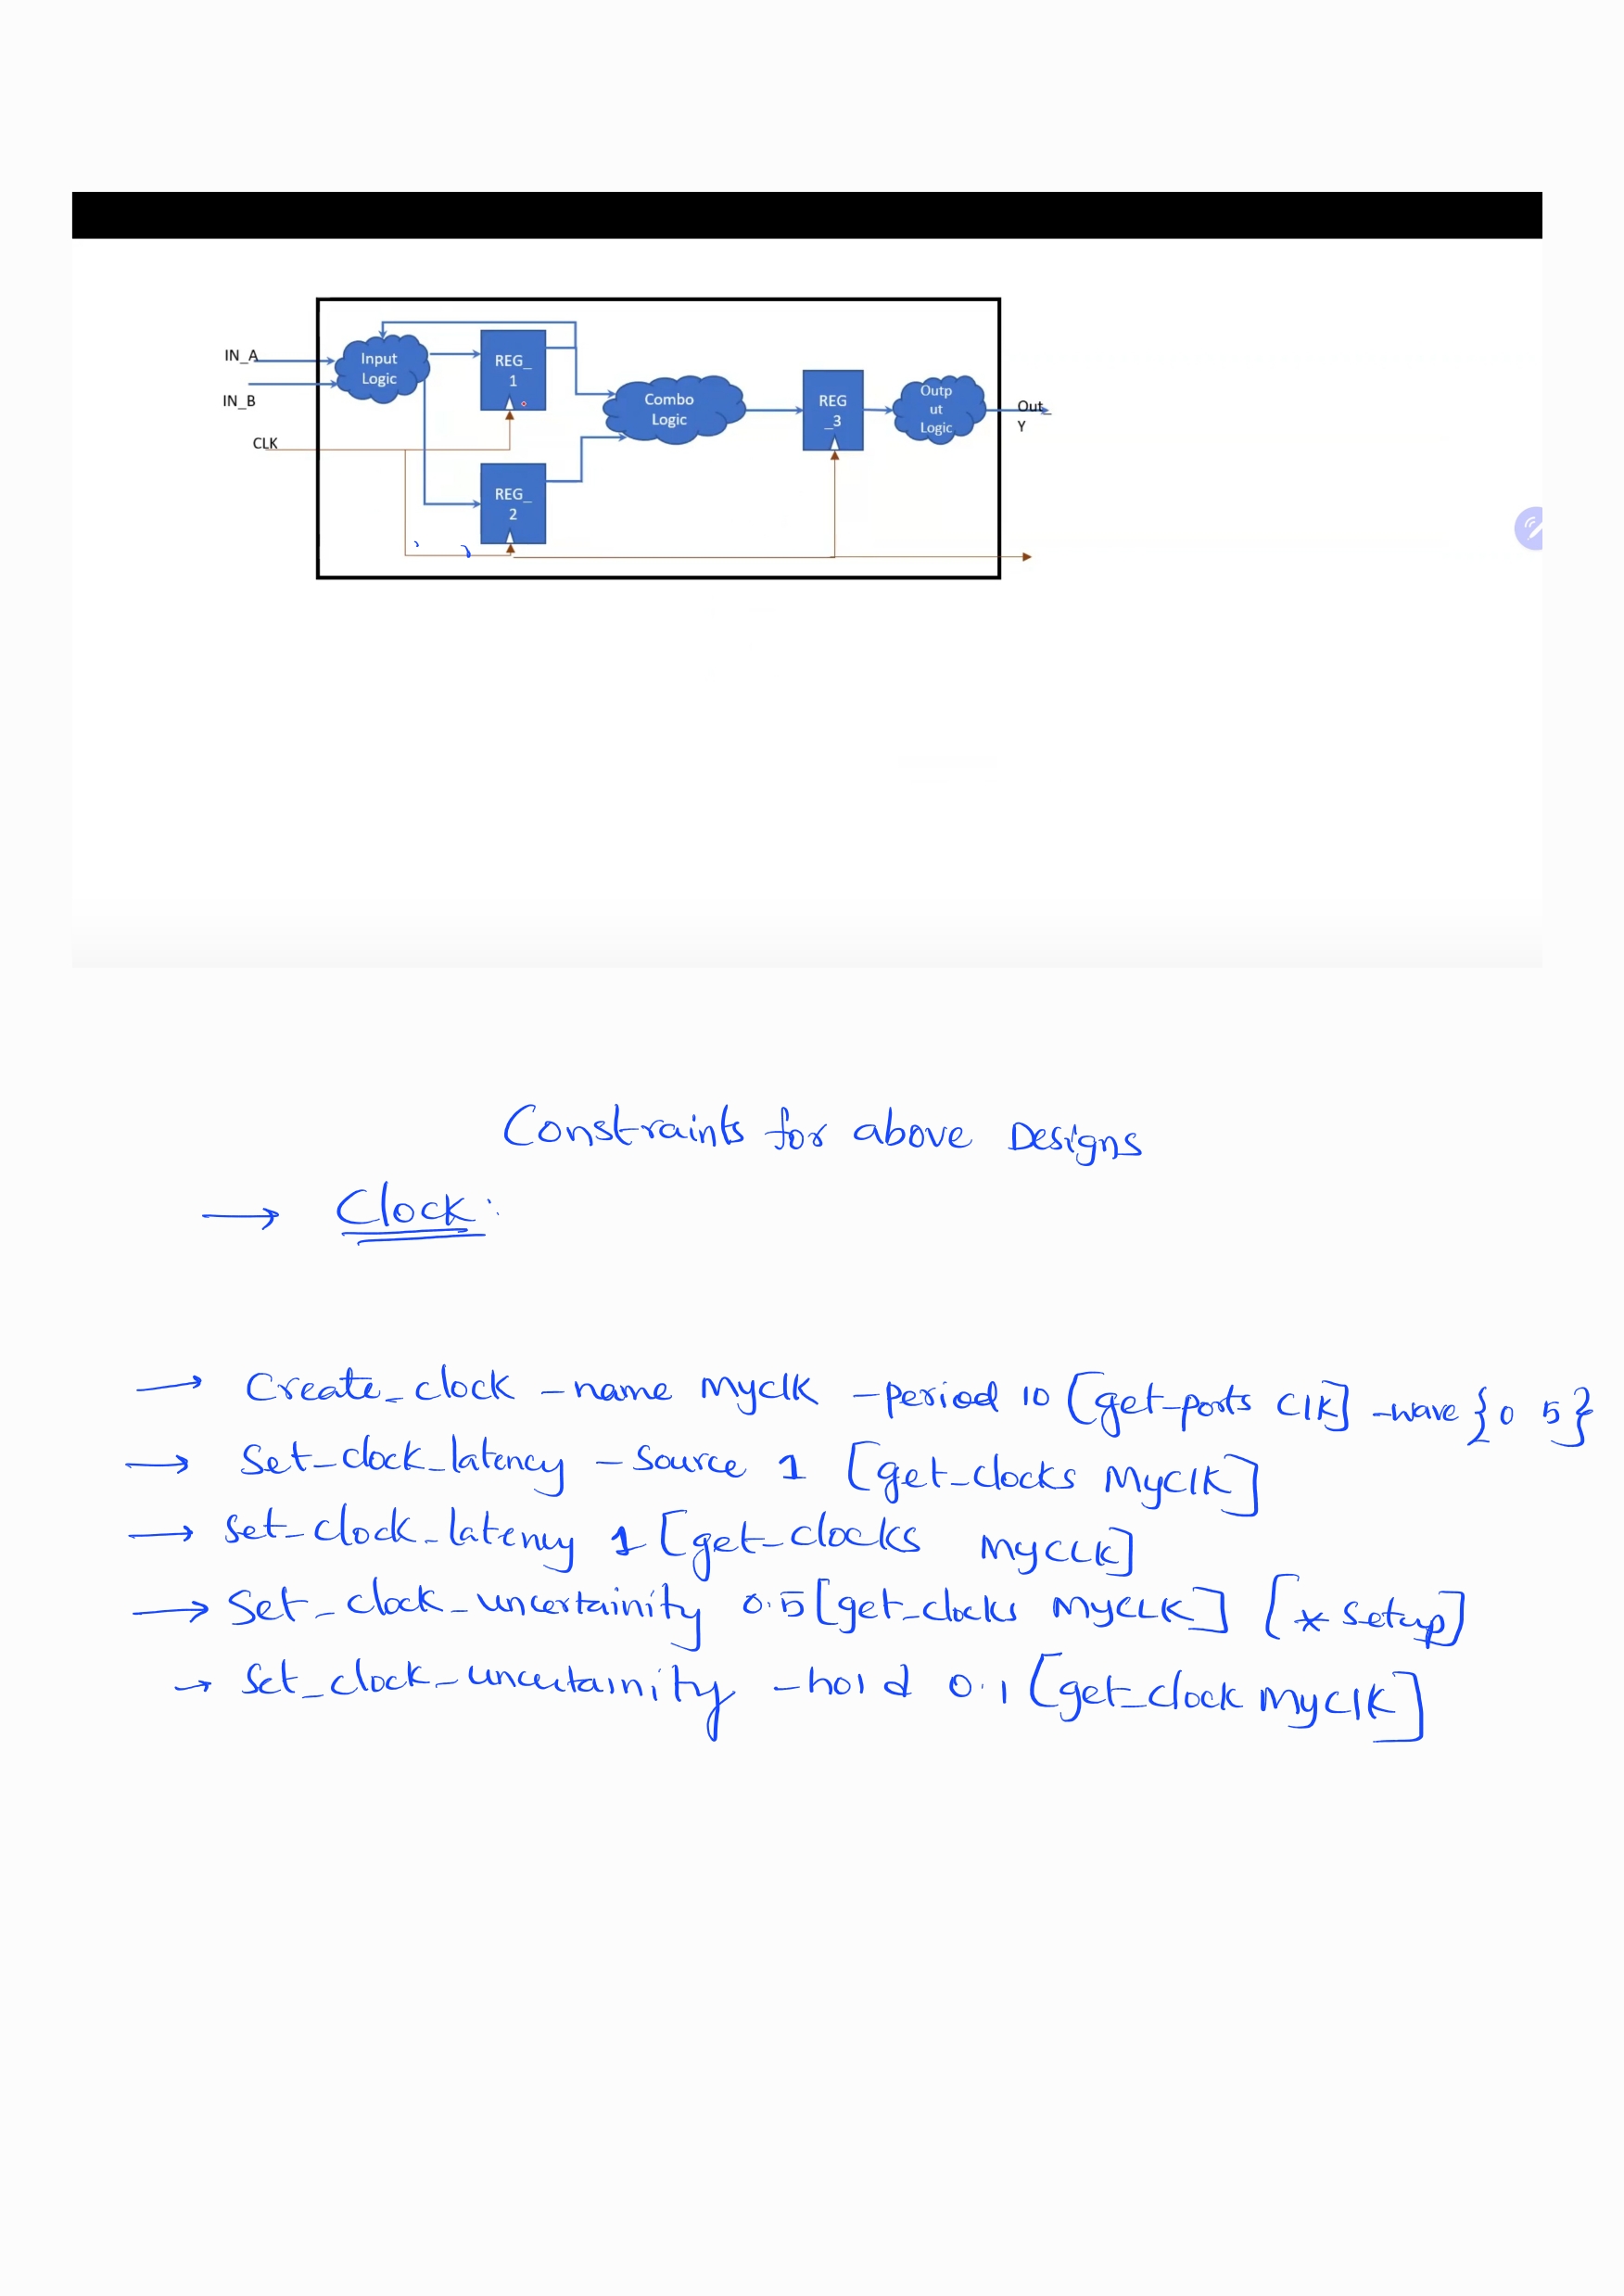 IN_A
IN_B
CLK
Input
Logic
REG_
1
REG_
2
Combo
Logic
REG
_3
Outp
ut
Logic
Out_
Y
Constraints for above Designs
→ Clock:
→ Create_clock -name Myclk -period 10 [get_ports Clk] -wave {0 5}
→ Set_clock_latency -source 1 [get_clocks MyClK]
→ set_clock_lateny 1 [get_clocks MyCLK]
→ Set_clock_uncertainity 0.5 [get_clocks MyCLK] [* setup]
→ Set_clock_uncertainity -hold 0.1 [get_clock MyClK]